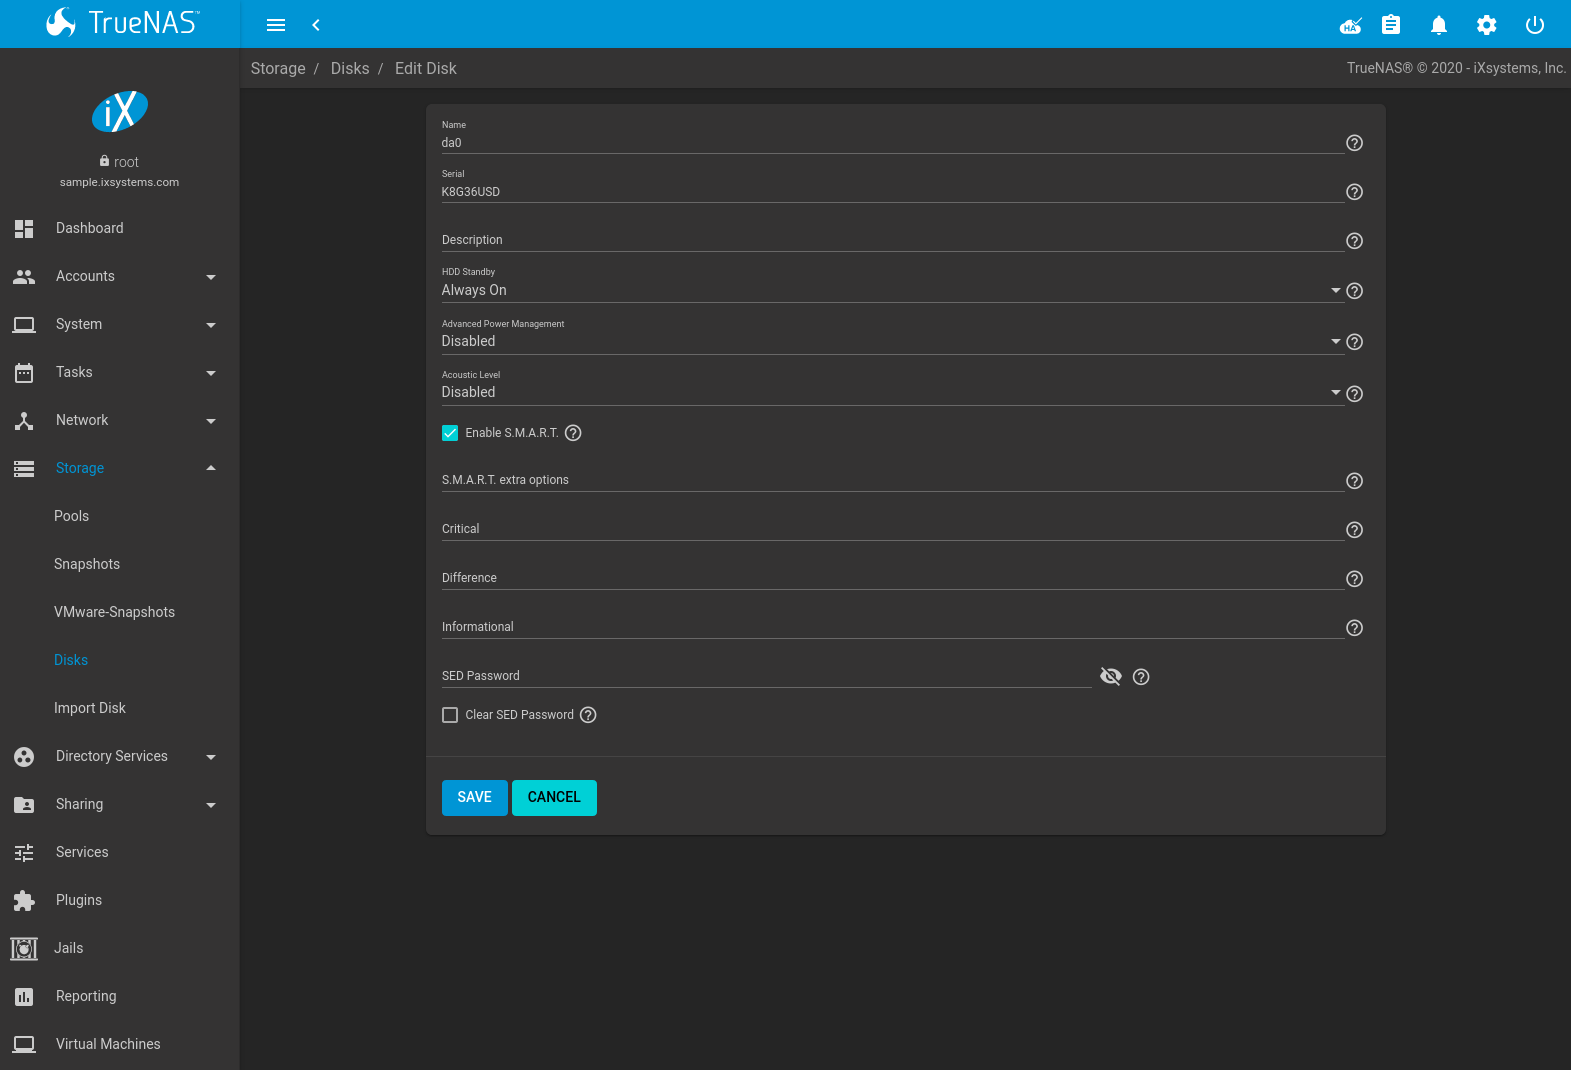 TrueNAS™
HA
Storage / Disks / Edit Disk
TrueNAS® © 2020 - iXsystems, Inc.
iX
root
sample.ixsystems.com
Dashboard
Accounts
System
Tasks
Network
Storage
Pools
Snapshots
VMware-Snapshots
Disks
Import Disk
Directory Services
Sharing
Services
Plugins
Jails
Reporting
Virtual Machines
Name
da0
Serial
K8G36USD
Description
HDD Standby
Always On
Advanced Power Management
Disabled
Acoustic Level
Disabled
Enable S.M.A.R.T.
S.M.A.R.T. extra options
Critical
Difference
Informational
SED Password
Clear SED Password
SAVE CANCEL